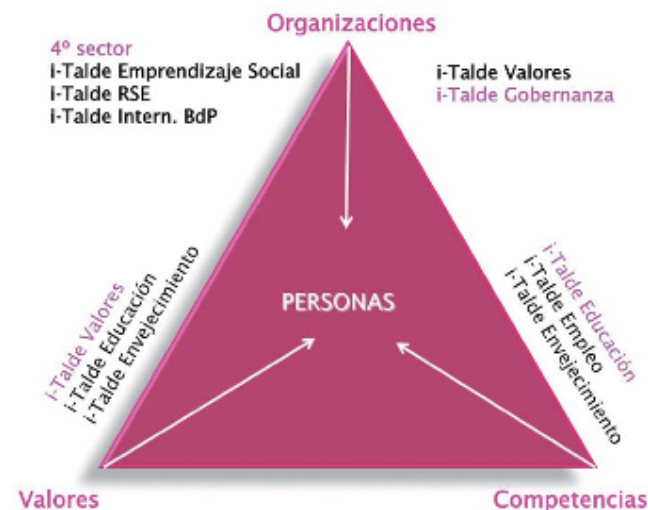 Organizaciones
4º sector
i-Talde Emprendizaje Social
i-Talde RSE
i-Talde Intern. BdP
i-Talde Valores
i-Talde Gobernanza
i-Talde Valores
i-Talde Educación
i-Talde Envejecimiento
PERSONAS
i-Talde Educación
i-Talde Empleo
i-Talde Envejecimiento
Valores
Competencias